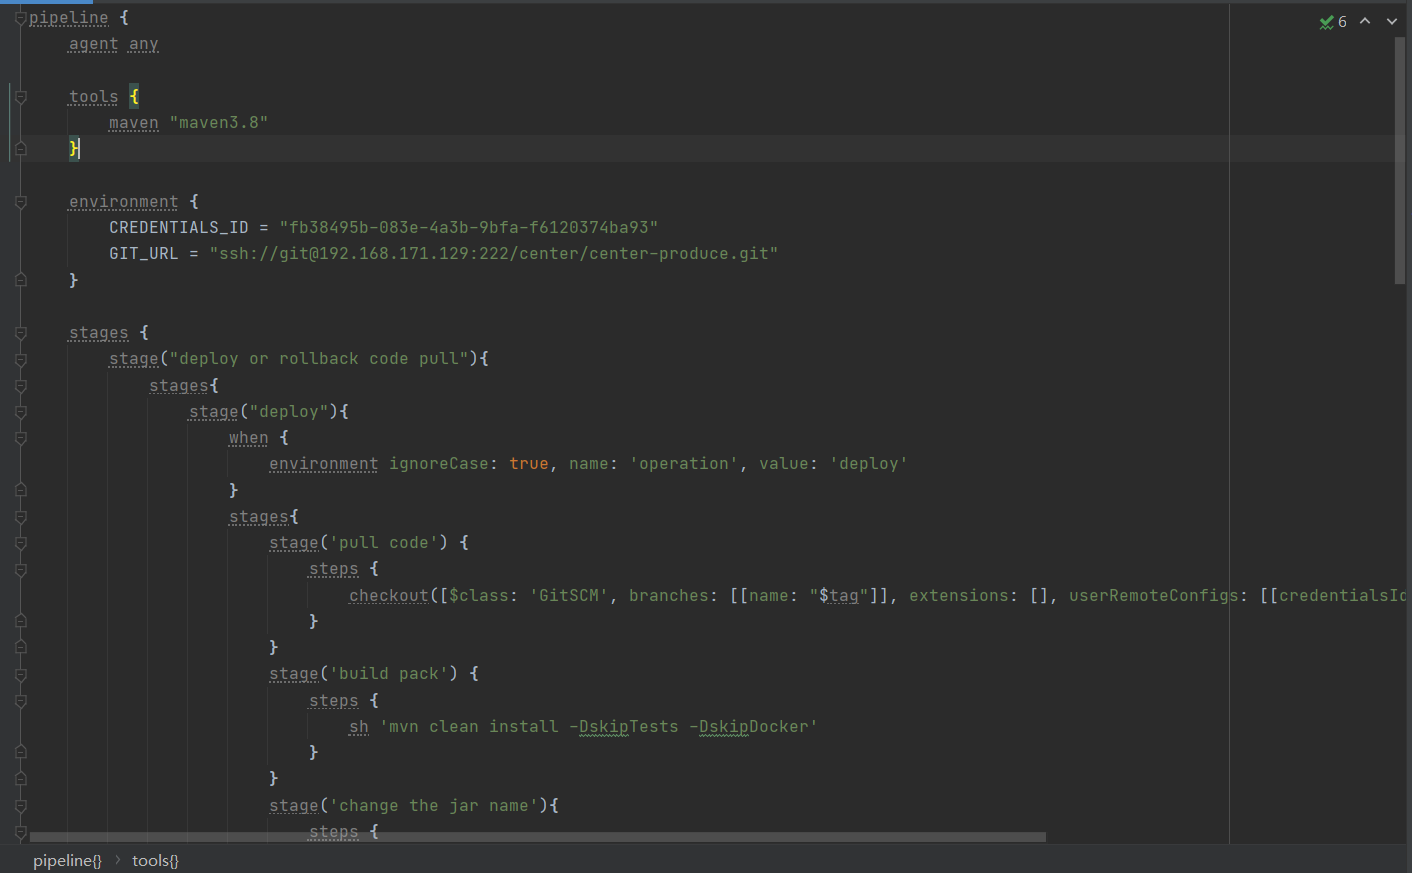 pipeline {
6
    agent any
    tools {
        maven "maven3.8"
    }
    environment {
        CREDENTIALS_ID = "fb38495b-083e-4a3b-9bfa-f6120374ba93"
        GIT_URL = "ssh://git@192.168.171.129:222/center/center-produce.git"
    }
    stages {
        stage("deploy or rollback code pull"){
            stages{
                stage("deploy"){
                    when {
                        environment ignoreCase: true, name: 'operation', value: 'deploy'
                    }
                    stages{
                        stage('pull code') {
                            steps {
                                checkout([$class: 'GitSCM', branches: [[name: "$tag"]], extensions: [], userRemoteConfigs: [[credentialsId
                            }
                        }
                        stage('build pack') {
                            steps {
                                sh 'mvn clean install -DskipTests -DskipDocker'
                            }
                        }
                        stage('change the jar name'){
                            steps {
pipeline{} › tools{}